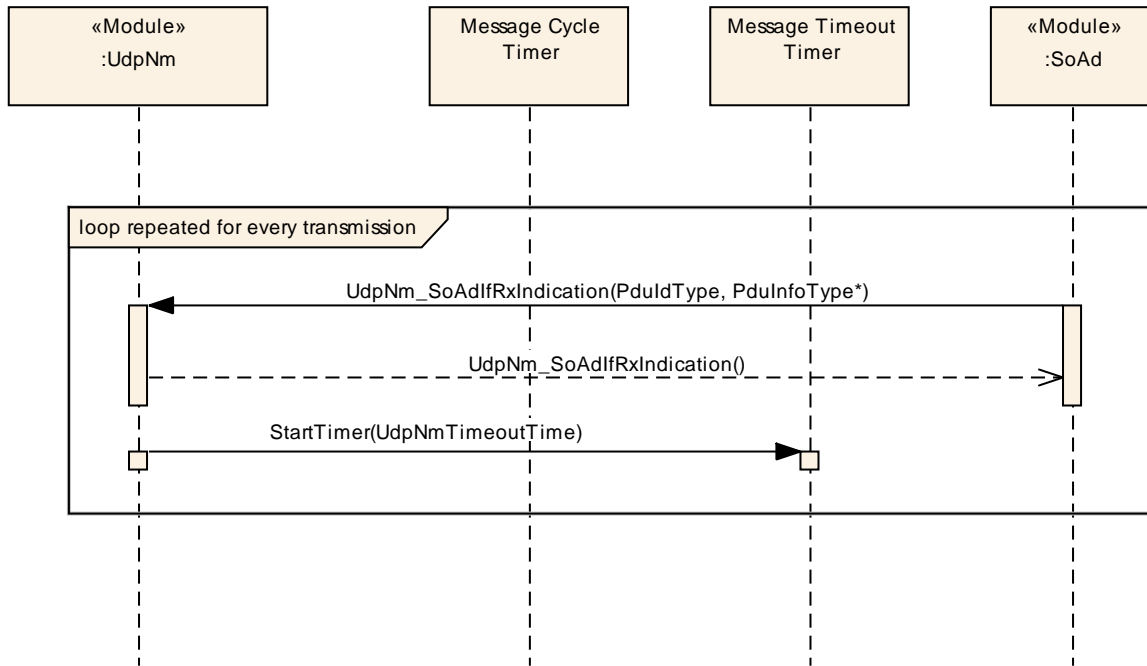 «Module»
:UdpNm
Message Cycle
Timer
Message Timeout
Timer
«Module»
:SoAd
loop repeated for every transmission
UdpNm_SoAdIfRxIndication(PduIdType, PduInfoType*)
UdpNm_SoAdIfRxIndication()
StartTimer(UdpNmTimeoutTime)